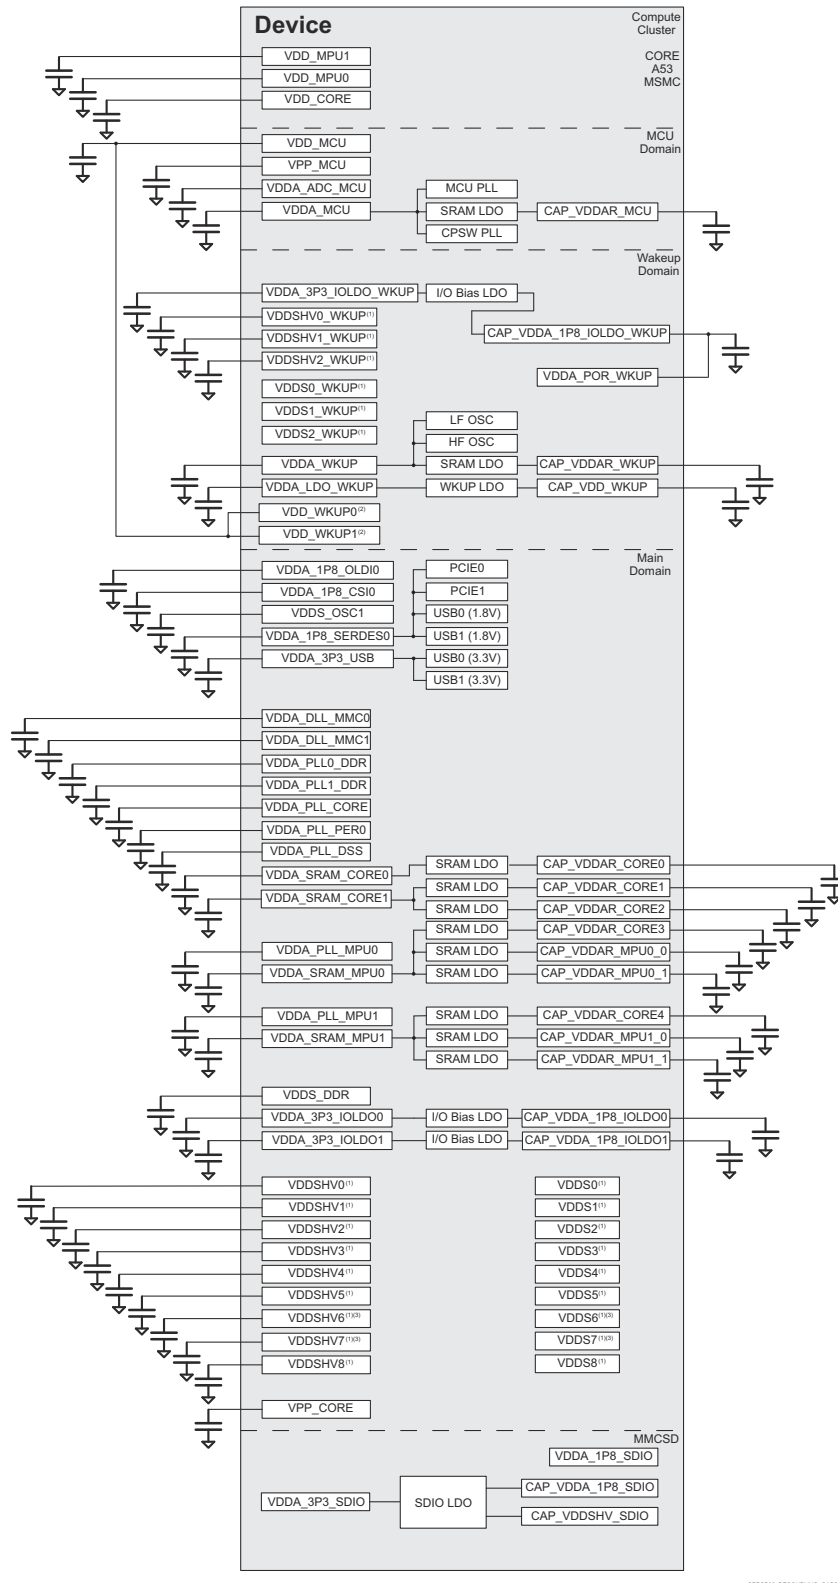 Device
Compute
Cluster
CORE
A53
MSMC
VDD_MPU1
VDD_MPU0
VDD_CORE
MCU
Domain
VDD_MCU
VPP_MCU
VDDA_ADC_MCU
MCU PLL
VDDA_MCU
SRAM LDO
CAP_VDDAR_MCU
CPSW PLL
Wakeup
Domain
VDDA_3P3_IOLDO_WKUP
I/O Bias LDO
VDDSHV0_WKUP(1)
CAP_VDDA_1P8_IOLDO_WKUP
VDDSHV1_WKUP(1)
VDDSHV2_WKUP(1)
VDDA_POR_WKUP
VDDS0_WKUP(1)
VDDS1_WKUP(1)
VDDS2_WKUP(1)
LF OSC
HF OSC
VDDA_WKUP
SRAM LDO
CAP_VDDAR_WKUP
VDDA_LDO_WKUP
WKUP LDO
CAP_VDD_WKUP
VDD_WKUP0(2)
VDD_WKUP1(2)
Main
Domain
VDDA_1P8_OLDI0
PCIE0
VDDA_1P8_CSI0
PCIE1
VDDS_OSC1
USB0 (1.8V)
VDDA_1P8_SERDES0
USB1 (1.8V)
VDDA_3P3_USB
USB0 (3.3V)
USB1 (3.3V)
VDDA_DLL_MMC0
VDDA_DLL_MMC1
VDDA_PLL0_DDR
VDDA_PLL1_DDR
VDDA_PLL_CORE
VDDA_PLL_PER0
VDDA_PLL_DSS
SRAM LDO
CAP_VDDAR_CORE0
VDDA_SRAM_CORE0
SRAM LDO
CAP_VDDAR_CORE1
VDDA_SRAM_CORE1
SRAM LDO
CAP_VDDAR_CORE2
SRAM LDO
CAP_VDDAR_CORE3
VDDA_PLL_MPU0
SRAM LDO
CAP_VDDAR_MPU0_0
VDDA_SRAM_MPU0
SRAM LDO
CAP_VDDAR_MPU0_1
VDDA_PLL_MPU1
SRAM LDO
CAP_VDDAR_CORE4
VDDA_SRAM_MPU1
SRAM LDO
CAP_VDDAR_MPU1_0
SRAM LDO
CAP_VDDAR_MPU1_1
VDDS_DDR
VDDA_3P3_IOLDO0
I/O Bias LDO
CAP_VDDA_1P8_IOLDO0
VDDA_3P3_IOLDO1
I/O Bias LDO
CAP_VDDA_1P8_IOLDO1
VDDSHV0(1)
VDDS0(1)
VDDSHV1(1)
VDDS1(1)
VDDSHV2(1)
VDDS2(1)
VDDSHV3(1)
VDDS3(1)
VDDSHV4(1)
VDDS4(1)
VDDSHV5(1)
VDDS5(1)
VDDSHV6(1)(3)
VDDS6(1)(3)
VDDSHV7(1)(3)
VDDS7(1)(3)
VDDSHV8(1)
VDDS8(1)
VPP_CORE
MMCSD
VDDA_1P8_SDIO
VDDA_3P3_SDIO
SDIO LDO
CAP_VDDA_1P8_SDIO
CAP_VDDSHV_SDIO